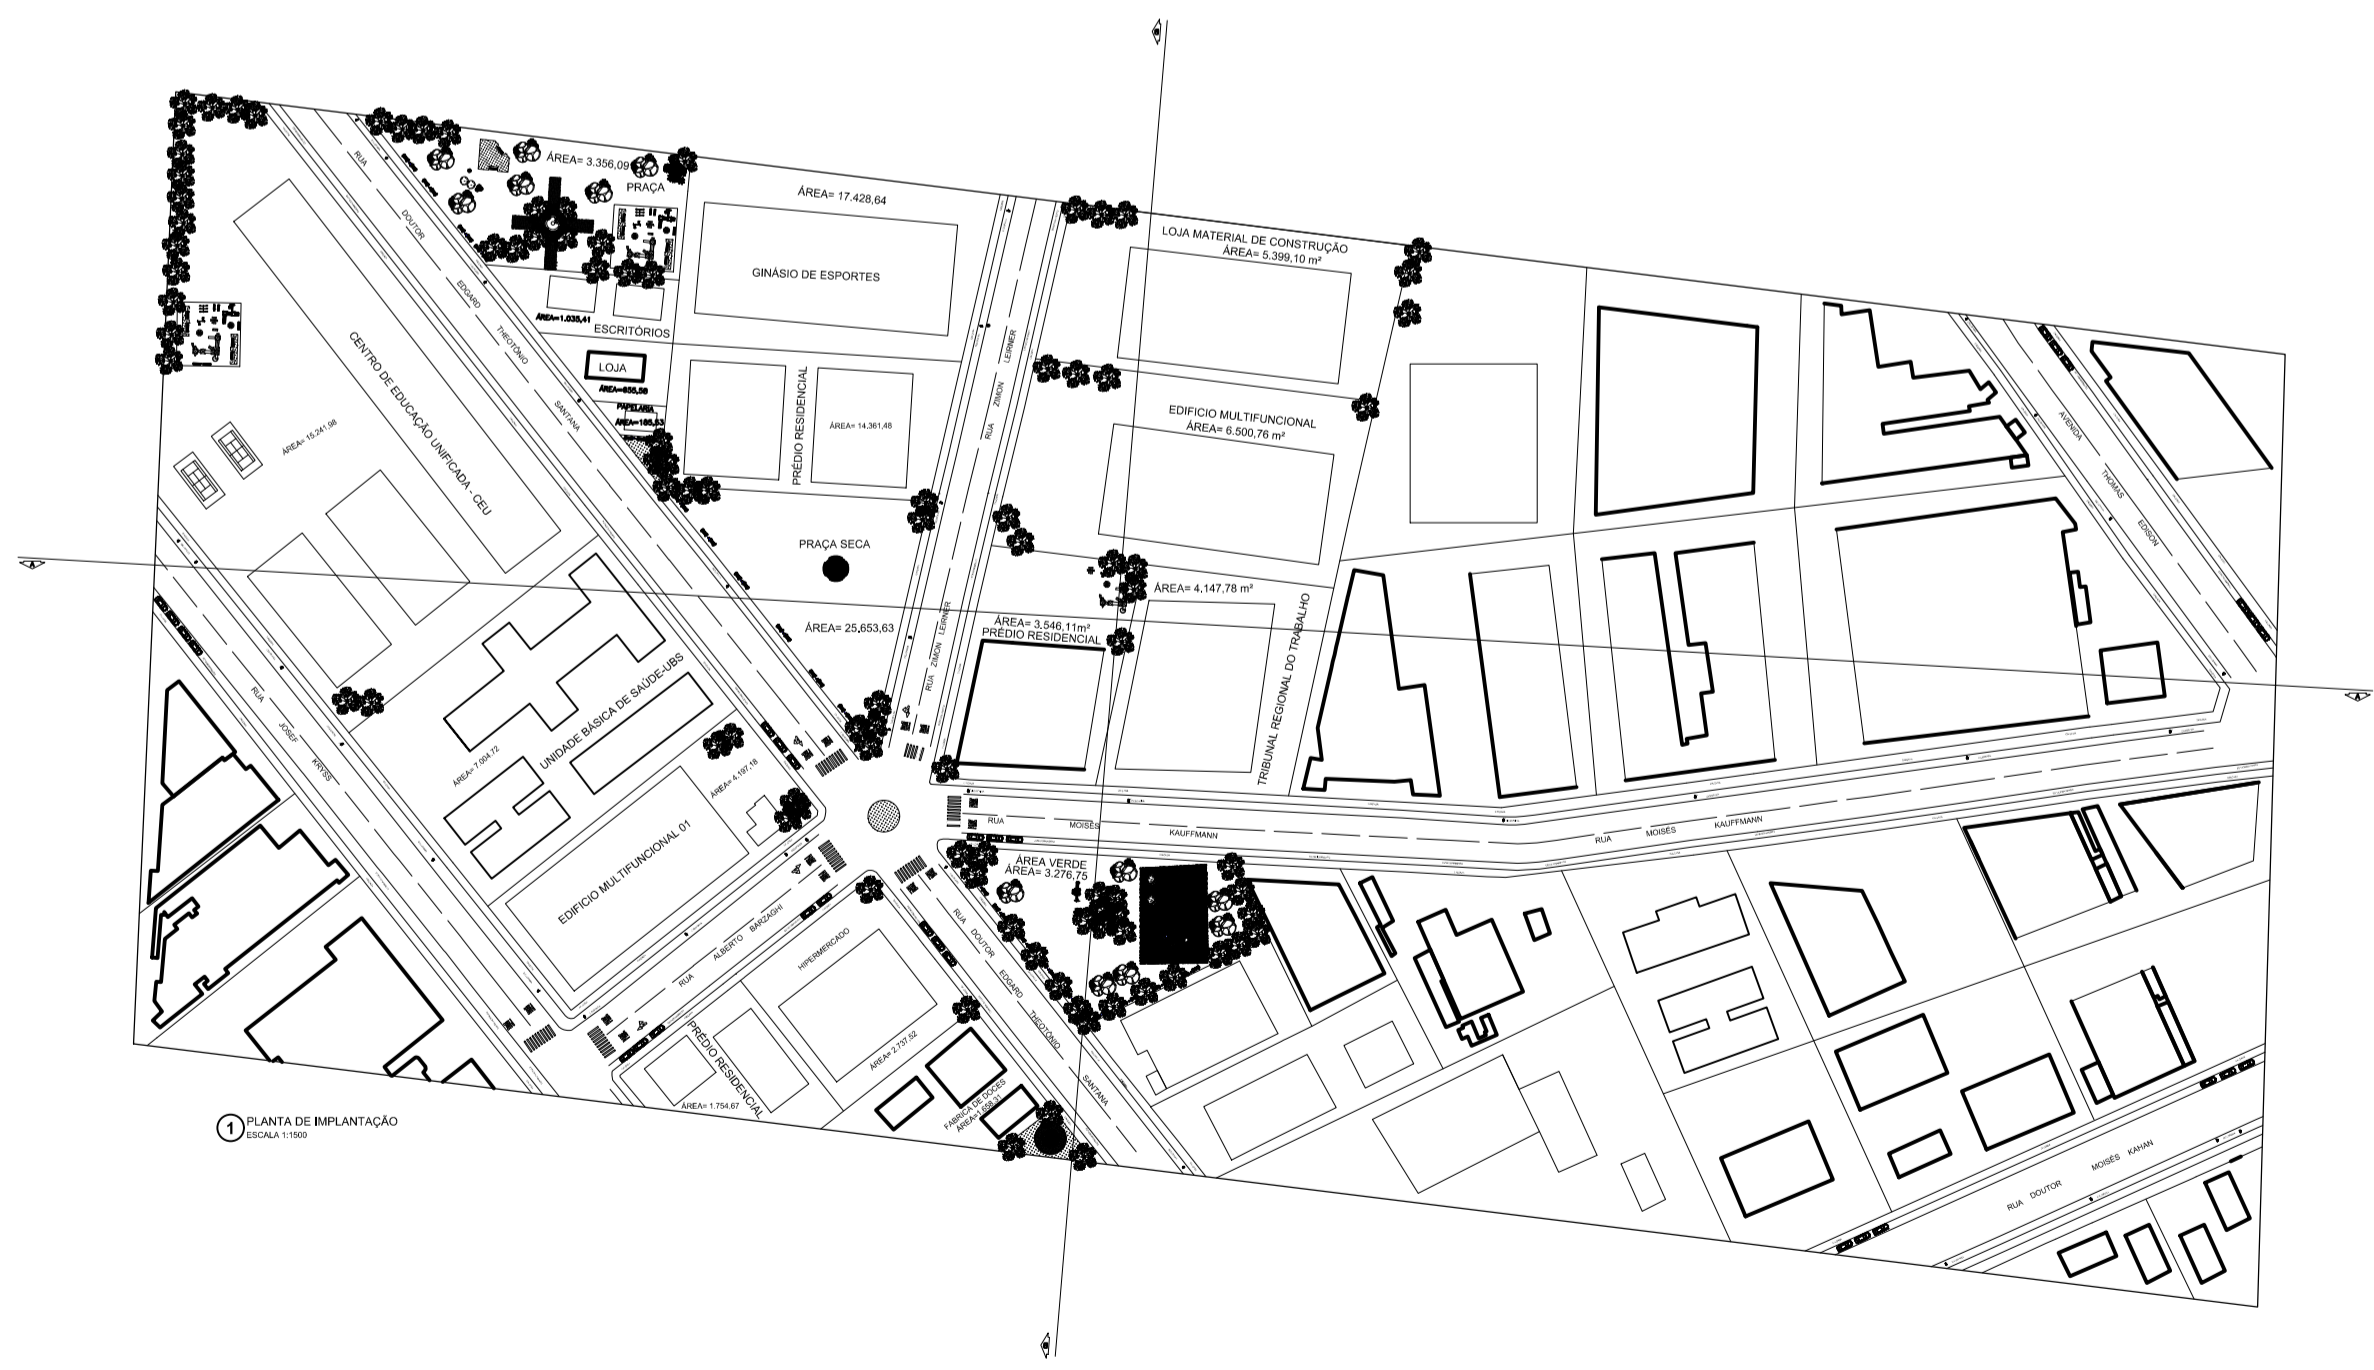 ÁREA= 3.356,09
PRAÇA
ÁREA= 17.428,64
GINÁSIO DE ESPORTES
ÁREA=1.035,41
ESCRITÓRIOS
LOJA
PAPELARIA
PRÉDIO RESIDENCIAL
ÁREA= 14.361,48
PRAÇA SECA
ÁREA= 25.653,63
RUA DOUTOR EDGARD THEOTÔNIO SANTANA
CENTRO DE EDUCAÇÃO UNIFICADA - CEU
ÁREA= 15.241,98
UNIDADE BÁSICA DE SAÚDE-UBS
ÁREA= 7.004,72
EDIFICIO MULTIFUNCIONAL 01
ÁREA= 4.197,18
RUA JOSEF KRYSS
RUA ZIMON LEIRNER
RUA ZIMON LEIRNER
LOJA MATERIAL DE CONSTRUÇÃO
ÁREA= 5.399,10 m²
EDIFICIO MULTIFUNCIONAL
ÁREA= 6.500,76 m²
ÁREA= 4.147,78 m²
TRIBUNAL REGIONAL DO TRABALHO
ÁREA= 3.546,11m²
PRÉDIO RESIDENCIAL
AVENIDA THOMAS EDISON
RUA MOISÉS KAUFFMANN
RUA MOISÉS KAUFFMANN
ÁREA VERDE
ÁREA= 3.276,75
RUA ALBERTO BARZAGHI
HIPERMERCADO
ÁREA= 2.737,52
PRÉDIO RESIDENCIAL
ÁREA= 1.754,67
FABRICA DE DOCES
ÁREA=1.658,31
RUA DOUTOR EDGARD THEOTÔNIO SANTANA
RUA DOUTOR MOISÉS KAHAN
1 PLANTA DE IMPLANTAÇÃO
ESCALA 1:1500